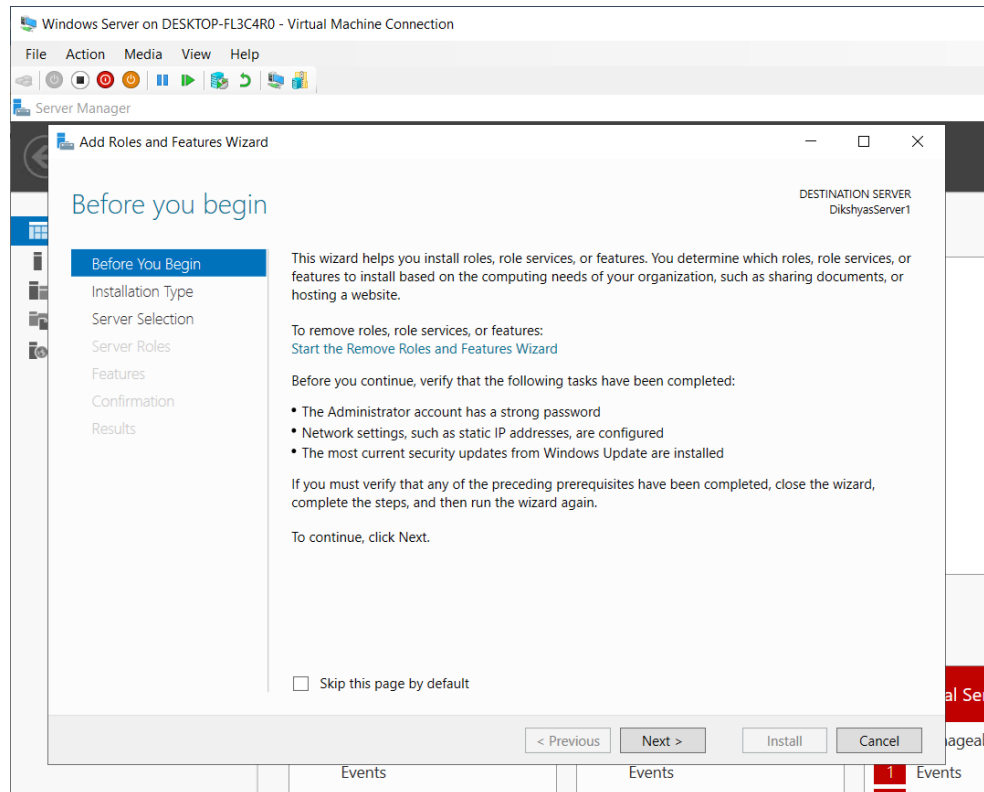 Windows Server on DESKTOP-FL3C4R0 - Virtual Machine Connection
File Action Media View Help
Server Manager
Add Roles and Features Wizard
Before you begin
DESTINATION SERVER
DikshyasServer1
Before You Begin
Installation Type
Server Selection
Server Roles
Features
Confirmation
Results
This wizard helps you install roles, role services, or features. You determine which roles, role services, or
features to install based on the computing needs of your organization, such as sharing documents, or
hosting a website.
To remove roles, role services, or features:
Start the Remove Roles and Features Wizard
Before you continue, verify that the following tasks have been completed:
• The Administrator account has a strong password
• Network settings, such as static IP addresses, are configured
• The most current security updates from Windows Update are installed
If you must verify that any of the preceding prerequisites have been completed, close the wizard,
complete the steps, and then run the wizard again.
To continue, click Next.
Skip this page by default
< Previous Next > Install Cancel
al Se
ageal
Events Events 1 Events